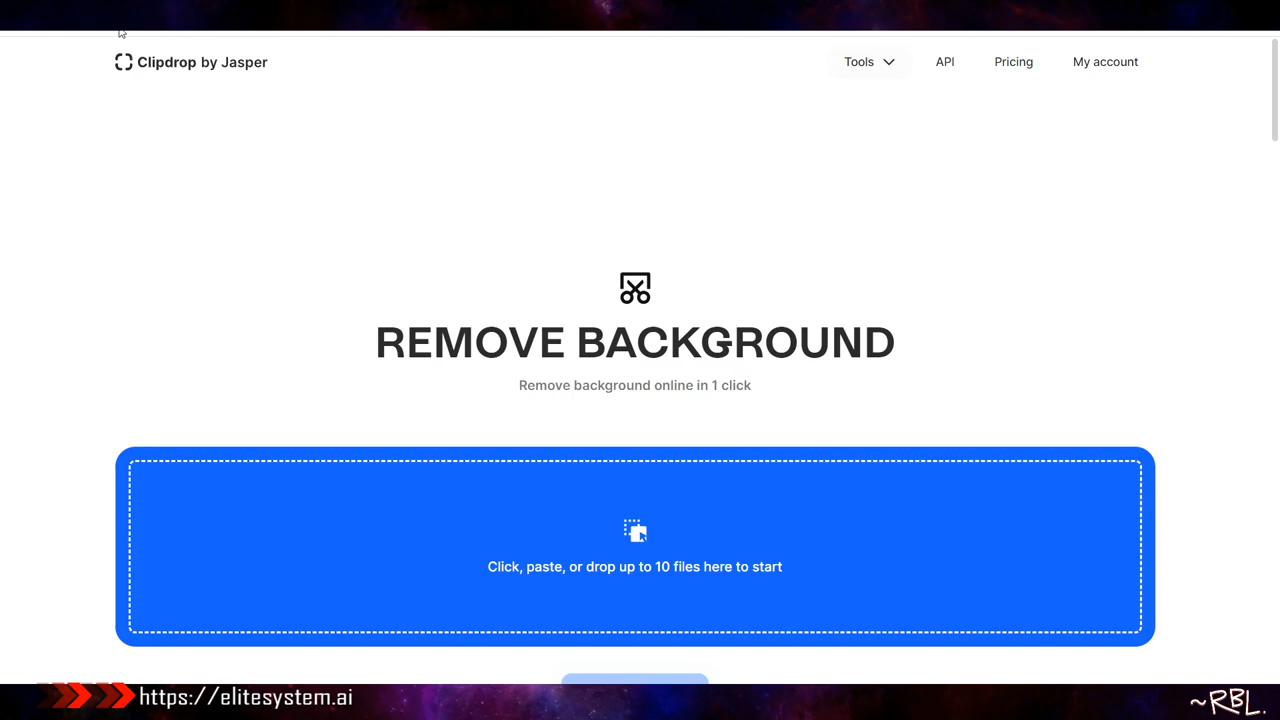 Clipdrop by Jasper
Tools
API
Pricing
My account
REMOVE BACKGROUND
Remove background online in 1 click
Click, paste, or drop up to 10 files here to start
https://elitesystem.ai
~RBL.